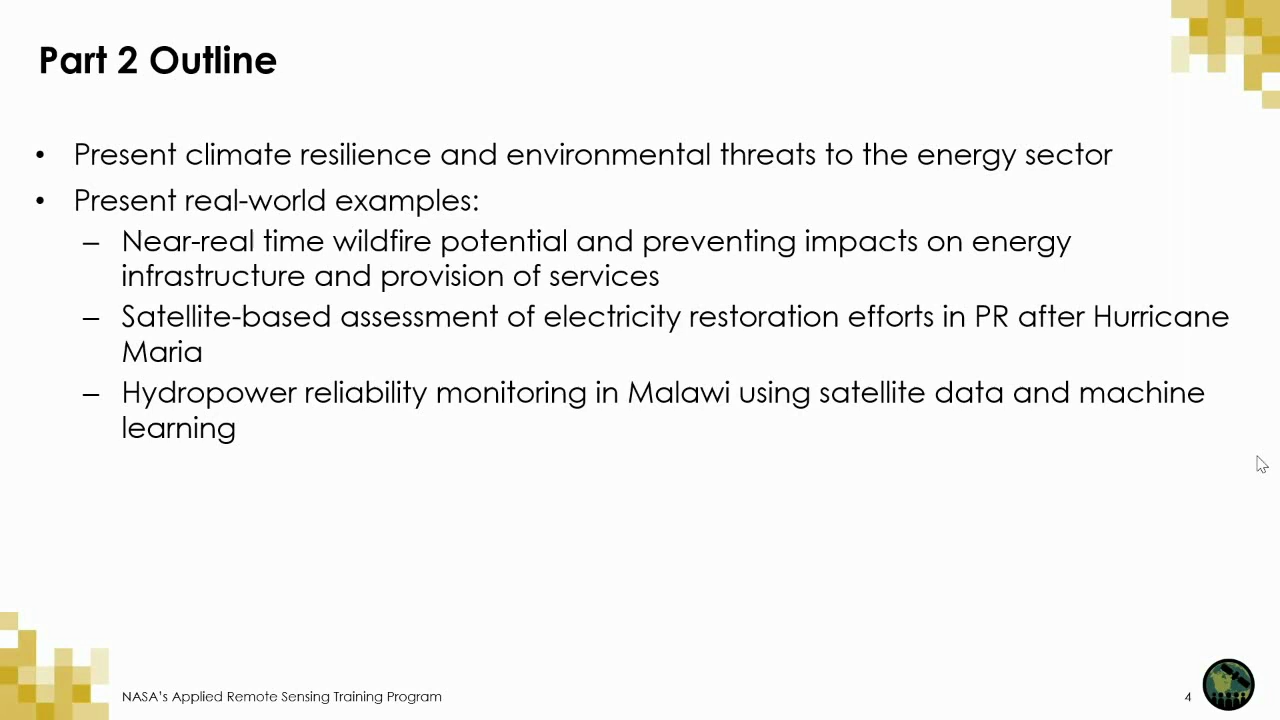 Part 2 Outline
• Present climate resilience and environmental threats to the energy sector
• Present real-world examples:
– Near-real time wildfire potential and preventing impacts on energy
infrastructure and provision of services
– Satellite-based assessment of electricity restoration efforts in PR after Hurricane
Maria
– Hydropower reliability monitoring in Malawi using satellite data and machine
learning
NASA's Applied Remote Sensing Training Program
4